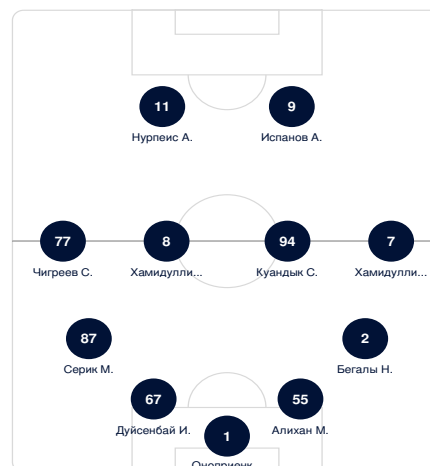 11 9
Нурпеис А. Испанов А.
77 8 94 7
Чигреев С. Хамидулли... Куандык С. Хамидулли...
87 2
Серик М. Бегалы Н.
67 55
Дуйсенбай И. Алихан М.
1